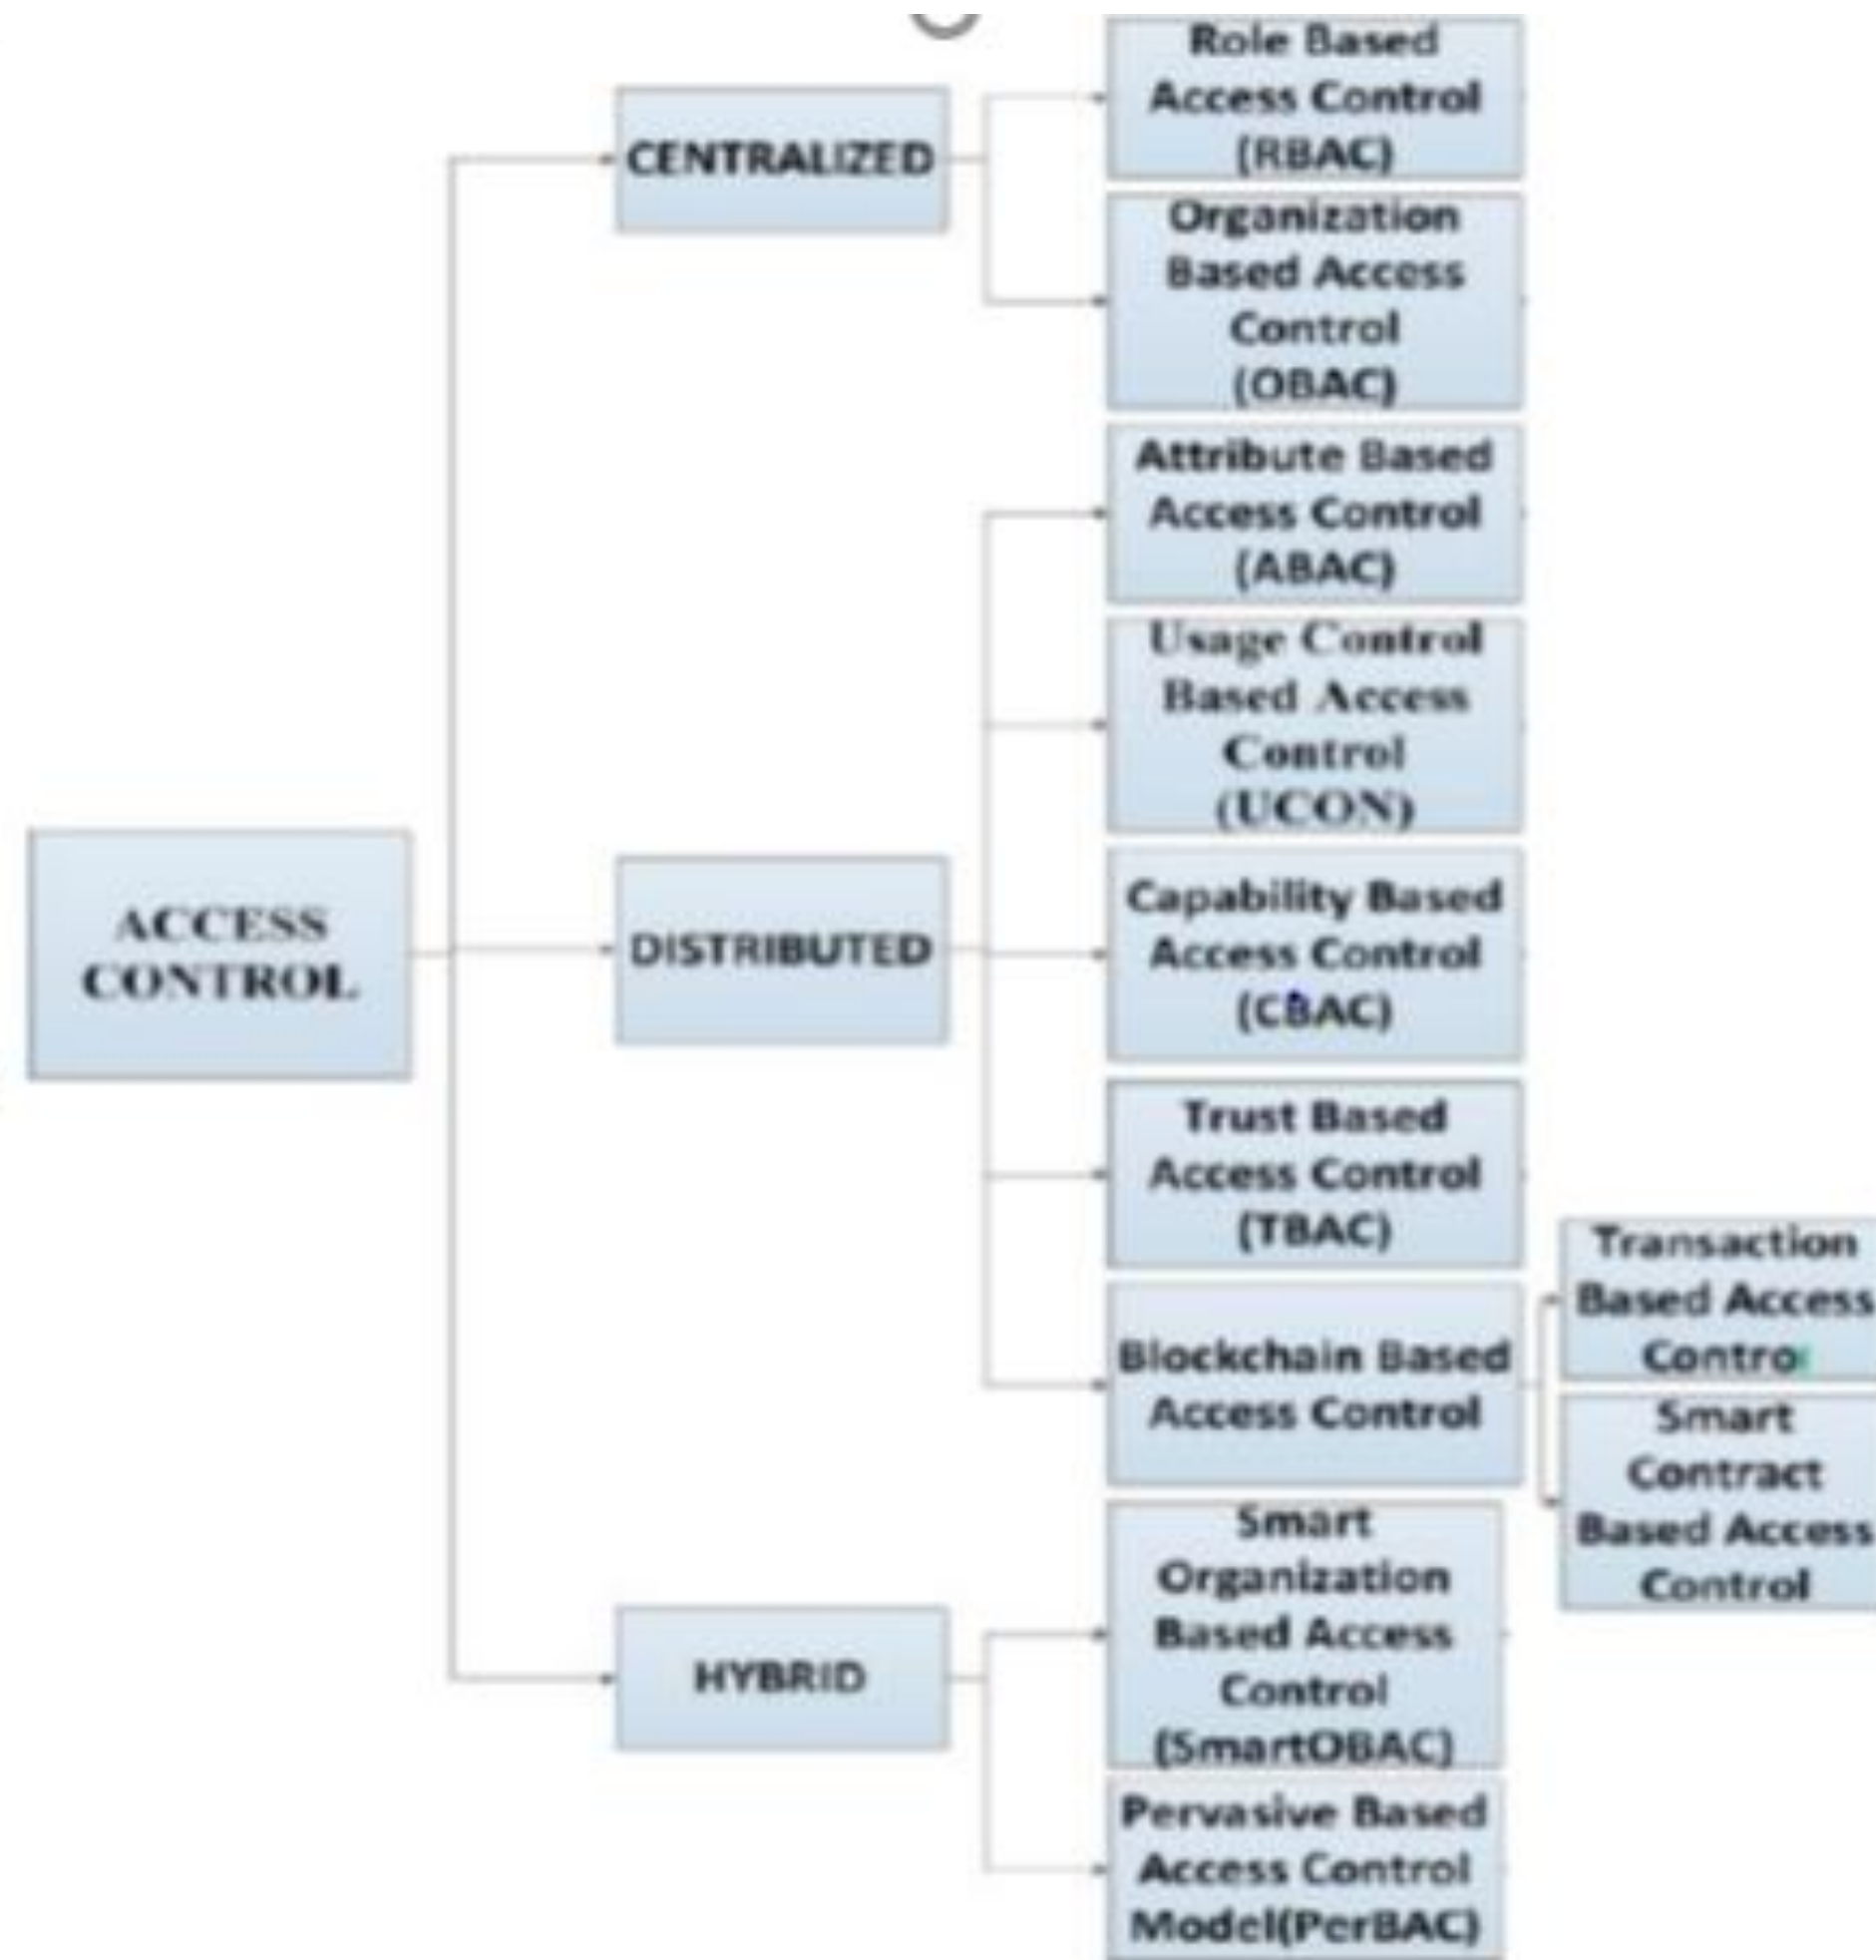 Role Based
Access Control
(RBAC)
CENTRALIZED
Organization
Based Access
Control
(OBAC)
Attribute Based
Access Control
(ABAC)
Usage Control
Based Access
Control
(UCON)
ACCESS
CONTROL
DISTRIBUTED
Capability Based
Access Control
(CBAC)
Trust Based
Access Control
(TBAC)
Blockchain Based
Access Control
Transaction
Based Access
Control
Smart
Contract
Based Access
Control
HYBRID
Smart
Organization
Based Access
Control
(SmartOBAC)
Pervasive Based
Access Control
Model(PerBAC)